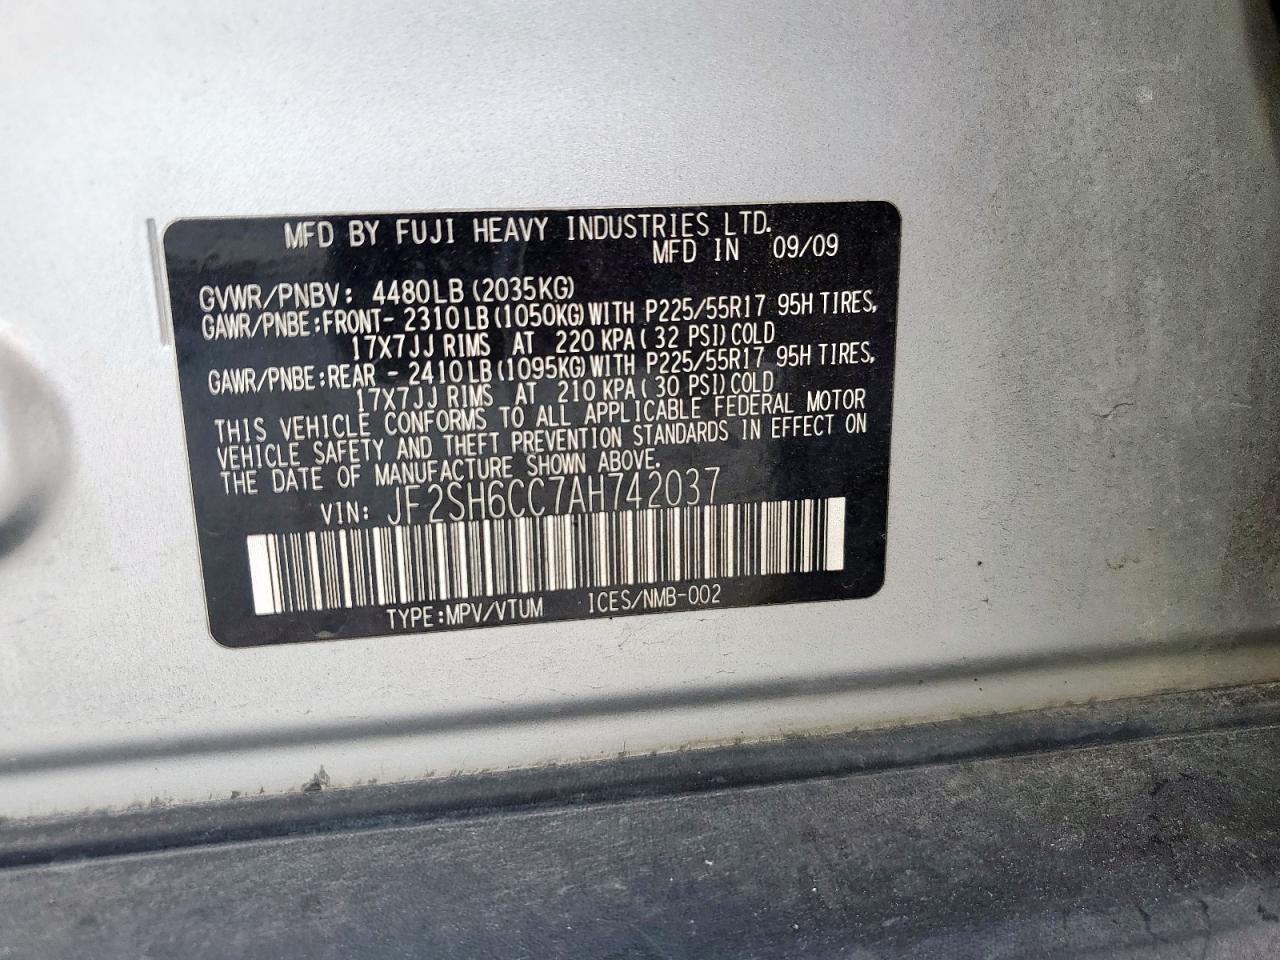 MFD BY FUJI HEAVY INDUSTRIES LTD.
MFD IN 09/09
GVWR/PNBV: 4480LB(2035KG)
GAWR/PNBE:FRONT- 2310LB(1050KG)WITH P225/55R17 95H TIRES,
17X7JJ RIMS AT 220 KPA( 32 PSI)COLD
GAWR/PNBE:REAR - 2410LB(1095KG)WITH P225/55R17 95H TIRES,
17X7JJ RIMS AT 210 KPA( 30 PSI)COLD
THIS VEHICLE CONFORMS TO ALL APPLICABLE FEDERAL MOTOR
VEHICLE SAFETY AND THEFT PREVENTION STANDARDS IN EFFECT ON
THE DATE OF MANUFACTURE SHOWN ABOVE.
VIN: JF2SH6CC7AH742037
TYPE:MPV/VTUM ICES/NMB-002